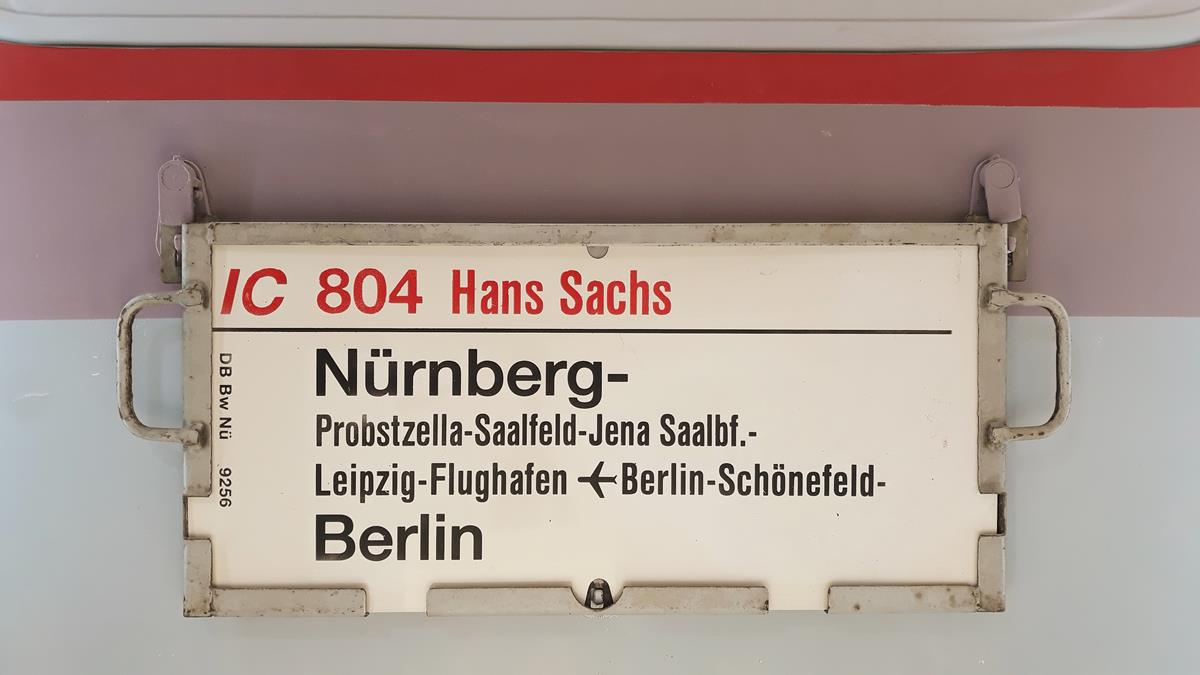 IC 804 Hans Sachs
Nürnberg-
Probstzella-Saalfeld-Jena Saalbf.-
Leipzig-Flughafen ✈ Berlin-Schönefeld-
Berlin
DB Bw Nü 9256